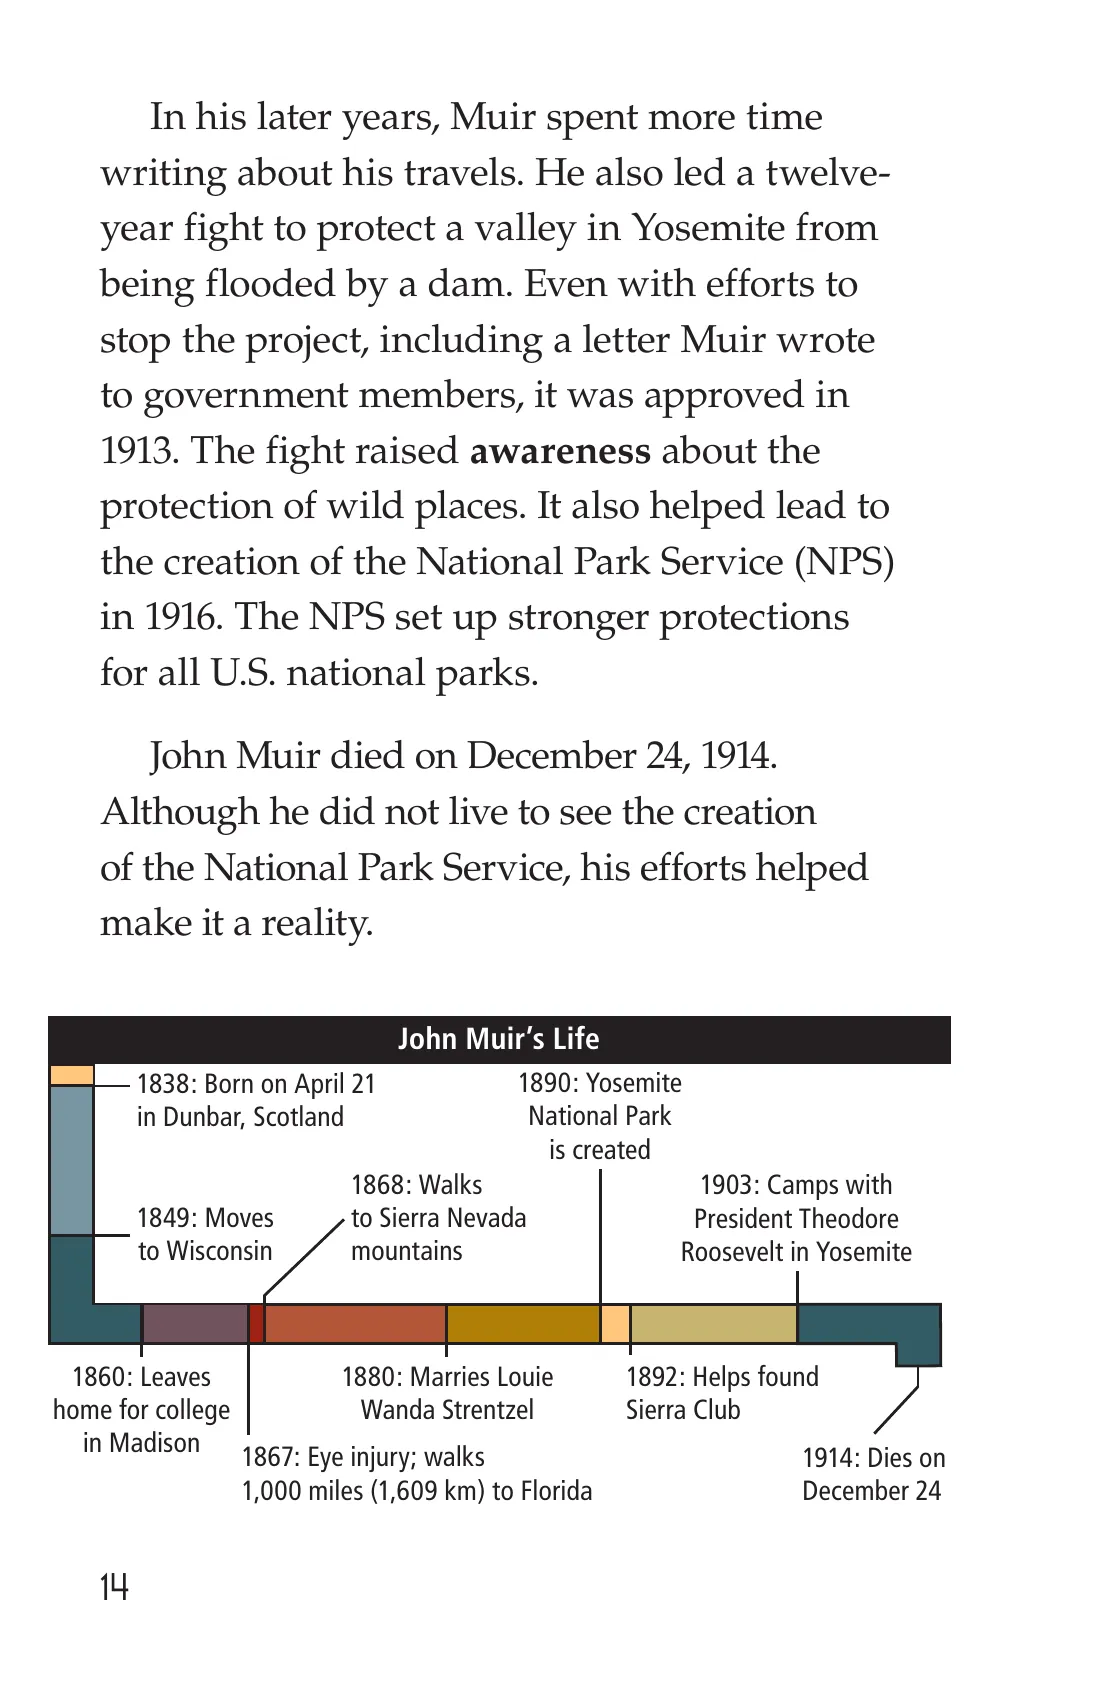 In his later years, Muir spent more time
writing about his travels. He also led a twelve-
year fight to protect a valley in Yosemite from
being flooded by a dam. Even with efforts to
stop the project, including a letter Muir wrote
to government members, it was approved in
1913. The fight raised awareness about the
protection of wild places. It also helped lead to
the creation of the National Park Service (NPS)
in 1916. The NPS set up stronger protections
for all U.S. national parks.
John Muir died on December 24, 1914.
Although he did not live to see the creation
of the National Park Service, his efforts helped
make it a reality.
John Muir’s Life
1838: Born on April 21
in Dunbar, Scotland
1849: Moves
to Wisconsin
1860: Leaves
home for college
in Madison
1867: Eye injury; walks
1,000 miles (1,609 km) to Florida
1868: Walks
to Sierra Nevada
mountains
1880: Marries Louie
Wanda Strentzel
1890: Yosemite
National Park
is created
1892: Helps found
Sierra Club
1903: Camps with
President Theodore
Roosevelt in Yosemite
1914: Dies on
December 24
14